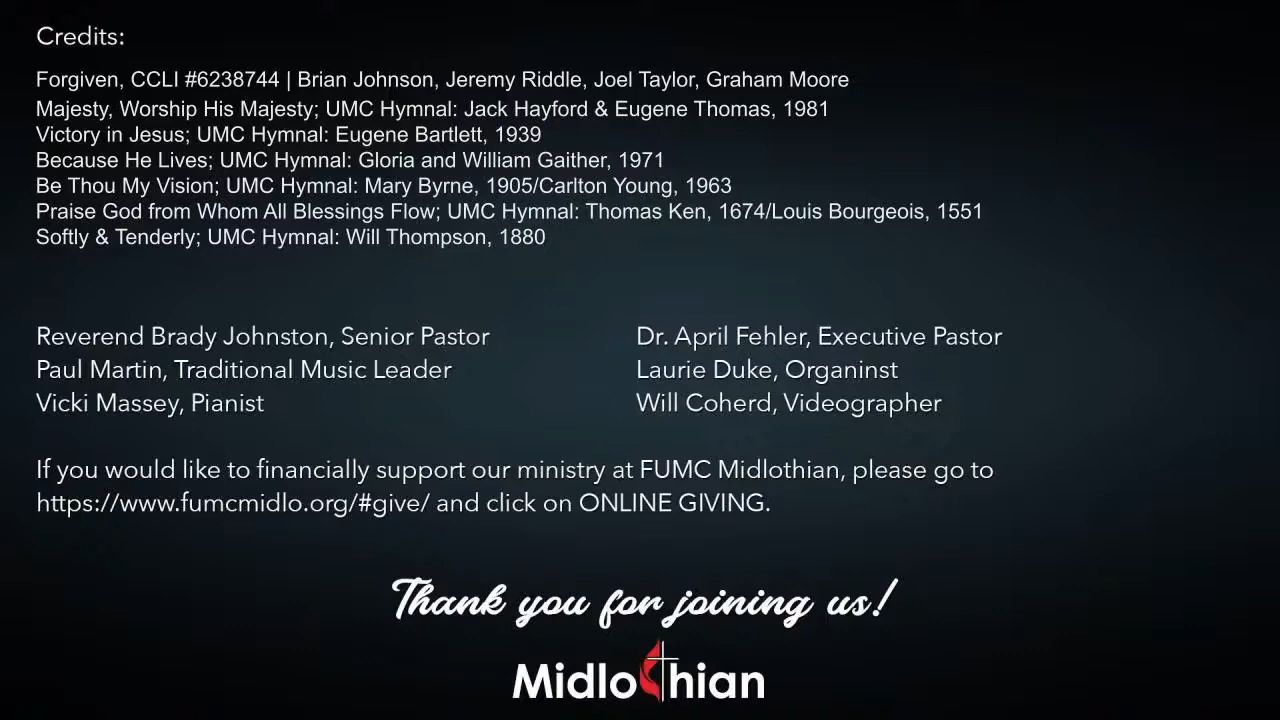 Credits:
Forgiven, CCLI #6238744 | Brian Johnson, Jeremy Riddle, Joel Taylor, Graham Moore
Majesty, Worship His Majesty; UMC Hymnal: Jack Hayford & Eugene Thomas, 1981
Victory in Jesus; UMC Hymnal: Eugene Bartlett, 1939
Because He Lives; UMC Hymnal: Gloria and William Gaither, 1971
Be Thou My Vision; UMC Hymnal: Mary Byrne, 1905/Carlton Young, 1963
Praise God from Whom All Blessings Flow; UMC Hymnal: Thomas Ken, 1674/Louis Bourgeois, 1551
Softly & Tenderly; UMC Hymnal: Will Thompson, 1880
Reverend Brady Johnston, Senior Pastor
Paul Martin, Traditional Music Leader
Vicki Massey, Pianist
Dr. April Fehler, Executive Pastor
Laurie Duke, Organinst
Will Coherd, Videographer
If you would like to financially support our ministry at FUMC Midlothian, please go to
https://www.fumcmidlo.org/#give/ and click on ONLINE GIVING.
Thank you for joining us!
Midlothian